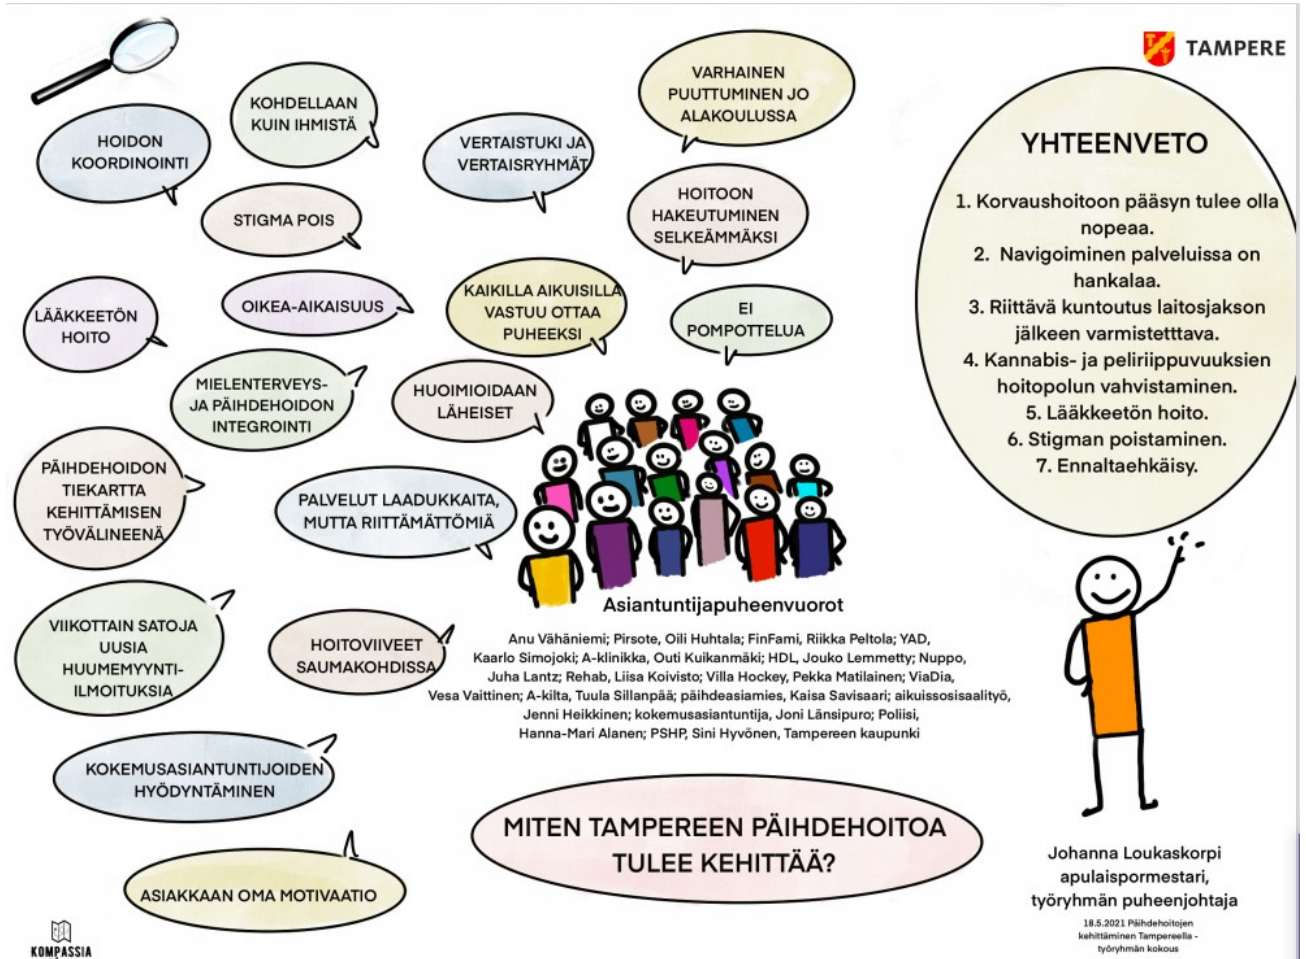 TAMPERE
HOIDON
KOORDINOINTI
KOHDELLAAN
KUIN IHMISTÄ
VERTAISTUKI JA
VERTAISRYHMÄT
VARHAINEN
PUUTTUMINEN JO
ALAKOULUSSA
STIGMA POIS
HOITOON
HAKEUTUMINEN
SELKEÄMMÄKSI
LÄÄKKEETÖN
HOITO
OIKEA-AIKAISUUS
KAIKILLA AIKUISILLA
VASTUU OTTAA
PUHEEKSI
EI
POMPOTTELUA
MIELENTERVEYS-
JA PÄIHDEHOIDON
INTEGROINTI
HUOIMIOIDAAN
LÄHEISET
PÄIHDEHOIDON
TIEKARTTA
KEHITTÄMISEN
TYÖVÄLINEENÄ
PALVELUT LAADUKKAITA,
MUTTA RIITTÄMÄTTÖMIÄ
VIIKOTTAIN SATOJA
UUSIA
HUUMEMYYNTI-
ILMOITUKSIA
HOITOVIIVEET
SAUMAKOHDISSA
KOKEMUSASIANTUNTIJOIDEN
HYÖDYNTÄMINEN
ASIAKKAAN OMA MOTIVAATIO
KOMPASSIA
Asiantuntijapuheenvuorot
Anu Vähäniemi; Pirsote, Oili Huhtala; FinFami, Riikka Peltola; YAD,
Kaarlo Simojoki; A-klinikka, Outi Kuikanmäki; HDL, Jouko Lemmetty; Nuppo,
Juha Lantz; Rehab, Liisa Koivisto; Villa Hockey, Pekka Matilainen; ViaDia,
Vesa Vaittinen; A-kilta, Tuula Sillanpää; päihdeasiamies, Kaisa Savisaari; aikuissosisaalityö,
Jenni Heikkinen; kokemusasiantuntija, Joni Länsipuro; Poliisi,
Hanna-Mari Alanen; PSHP, Sini Hyvönen, Tampereen kaupunki
MITEN TAMPEREEN PÄIHDEHOITOA
TULEE KEHITTÄÄ?
YHTEENVETO
1. Korvaushoitoon pääsyn tulee olla
nopeaa.
2. Navigoiminen palveluissa on
hankalaa.
3. Riittävä kuntoutus laitosjakson
jälkeen varmistetttava.
4. Kannabis- ja peliriippuvuuksien
hoitopolun vahvistaminen.
5. Lääkkeetön hoito.
6. Stigman poistaminen.
7. Ennaltaehkäisy.
Johanna Loukaskorpi
apulaispormestari,
työryhmän puheenjohtaja
18.5.2021 Päihdehoitojen
kehittäminen Tampereella -
työryhmän kokous